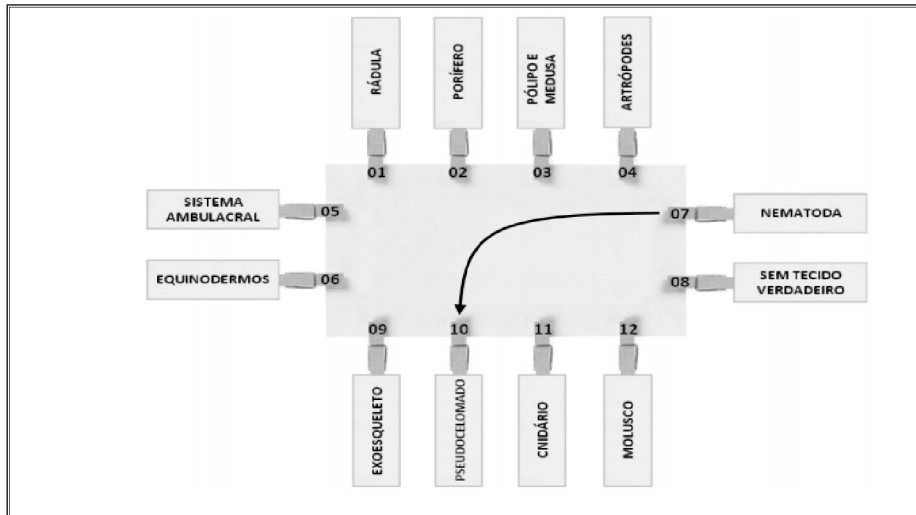 RÁDULA
PORÍFERO
PÓLIPO E
MEDUSA
ARTRÓPODES
01
02
03
04
SISTEMA
AMBULACRAL
05
07
NEMATODA
EQUINODERMOS
06
08
SEM TECIDO
VERDADEIRO
09
10
11
12
EXOESQUELETO
PSEUDOCELOMADO
CNIDÁRIO
MOLUSCO